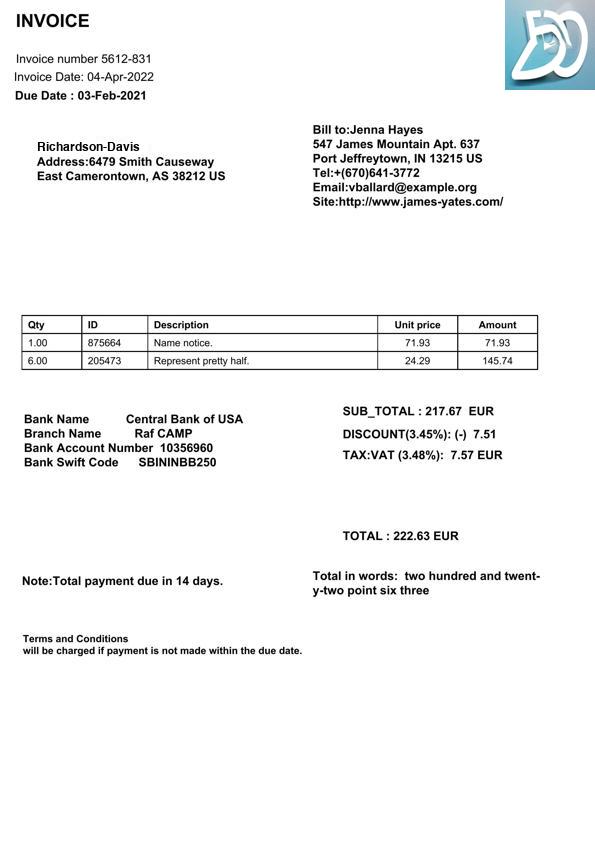 INVOICE
Invoice number 5612-831
Invoice Date: 04-Apr-2022
Due Date : 03-Feb-2021
Richardson-Davis
Address:6479 Smith Causeway
East Camerontown, AS 38212 US
Bill to:Jenna Hayes
547 James Mountain Apt. 637
Port Jeffreytown, IN 13215 US
Tel:+(670)641-3772
Email:vballard@example.org
Site:http://www.james-yates.com/
Qty ID Description Unit price Amount
1.00 875664 Name notice. 71.93 71.93
6.00 205473 Represent pretty half. 24.29 145.74
Bank Name Central Bank of USA
Branch Name Raf CAMP
Bank Account Number 10356960
Bank Swift Code SBININBB250
SUB_TOTAL : 217.67 EUR
DISCOUNT(3.45%): (-) 7.51
TAX:VAT (3.48%): 7.57 EUR
TOTAL : 222.63 EUR
Note:Total payment due in 14 days.
Total in words: two hundred and twent-
y-two point six three
Terms and Conditions
will be charged if payment is not made within the due date.